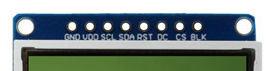 GND VDD SCL SDA RST DC CS BLK